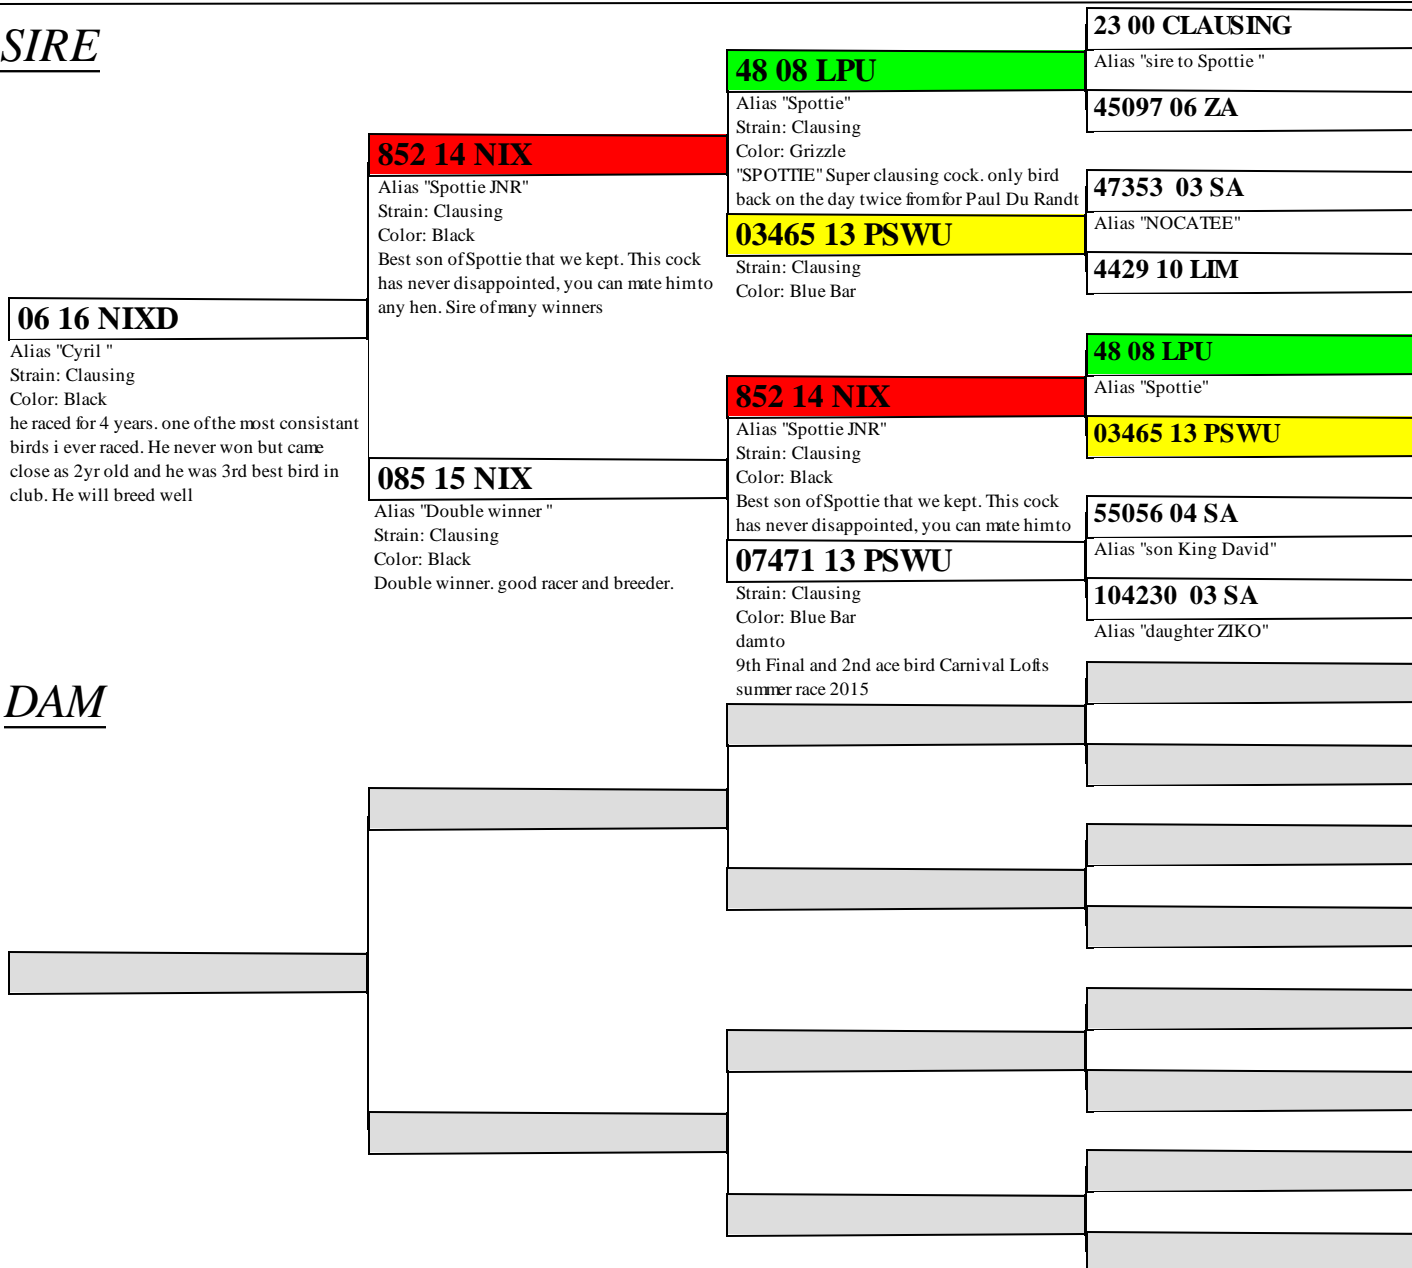 SIRE
06 16 NIXD
Alias "Cyril "
Strain: Clausing
Color: Black
he raced for 4 years. one of the most consistant
birds i ever raced. He never won but came
close as 2yr old and he was 3rd best bird in
club. He will breed well
852 14 NIX
Alias "Spottie JNR"
Strain: Clausing
Color: Black
Best son of Spottie that we kept. This cock
has never disappointed, you can mate him to
any hen. Sire of many winners
085 15 NIX
Alias "Double winner "
Strain: Clausing
Color: Black
Double winner. good racer and breeder.
48 08 LPU
Alias "Spottie"
Strain: Clausing
Color: Grizzle
"SPOTTIE" Super clausing cock. only bird
back on the day twice from for Paul Du Randt
03465 13 PSWU
Strain: Clausing
Color: Blue Bar
852 14 NIX
Alias "Spottie JNR"
Strain: Clausing
Color: Black
Best son of Spottie that we kept. This cock
has never disappointed, you can mate him to
07471 13 PSWU
Strain: Clausing
Color: Blue Bar
dam to
9th Final and 2nd ace bird Carnival Lofts
summer race 2015
23 00 CLAUSING
Alias "sire to Spottie "
45097 06 ZA
47353 03 SA
Alias "NOCATEE"
4429 10 LIM
48 08 LPU
Alias "Spottie"
03465 13 PSWU
55056 04 SA
Alias "son King David"
104230 03 SA
Alias "daughter ZIKO"
DAM